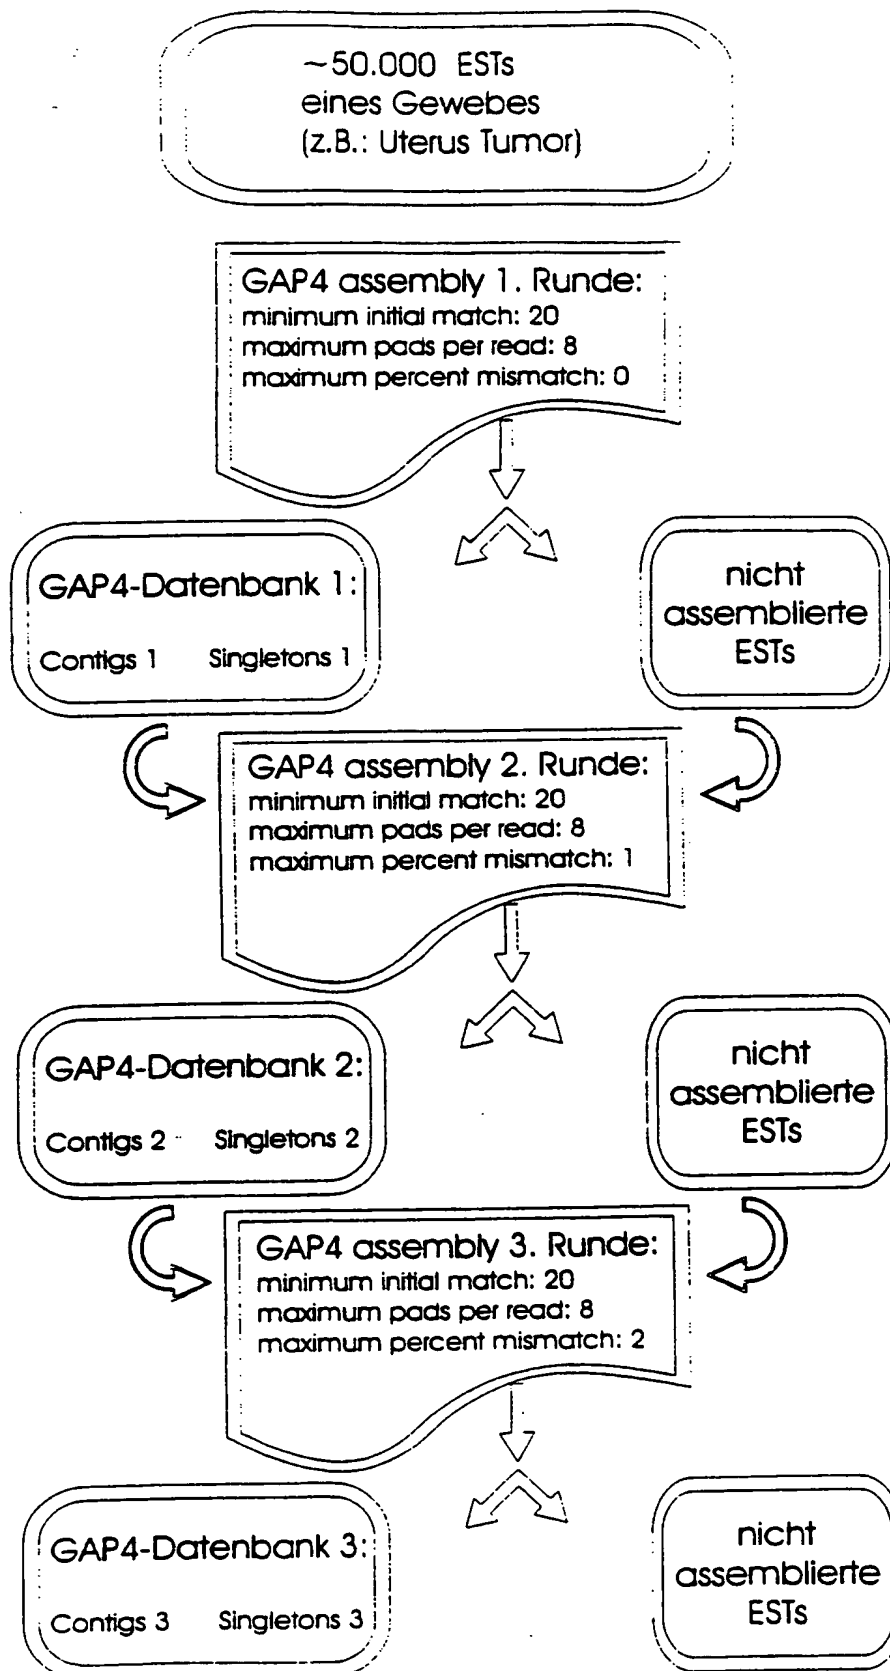 ~50.000 ESTs
eines Gewebes
(z.B.: Uterus Tumor)
GAP4 assembly 1. Runde:
minimum initial match: 20
maximum pads per read: 8
maximum percent mismatch: 0
GAP4-Datenbank 1:
Contigs 1 Singletons 1
nicht
assemblierte
ESTs
GAP4 assembly 2. Runde:
minimum initial match: 20
maximum pads per read: 8
maximum percent mismatch: 1
GAP4-Datenbank 2:
Contigs 2 Singletons 2
nicht
assemblierte
ESTs
GAP4 assembly 3. Runde:
minimum initial match: 20
maximum pads per read: 8
maximum percent mismatch: 2
GAP4-Datenbank 3:
Contigs 3 Singletons 3
nicht
assemblierte
ESTs